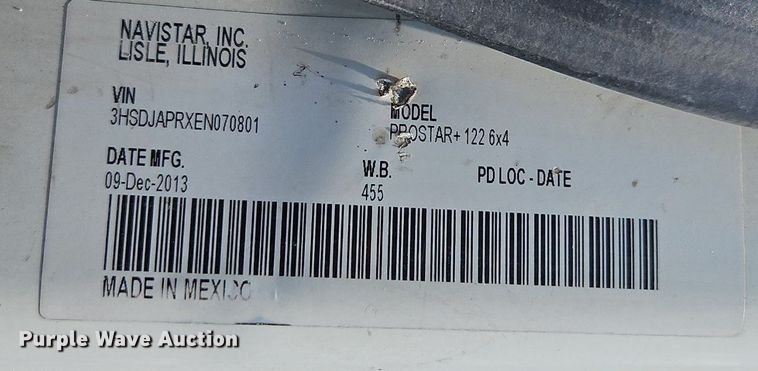 NAVISTAR, INC.
LISLE, ILLINOIS
VIN
3HSDJAPRXEN070801
MODEL
PROSTAR+ 122 6x4
DATE MFG.
09-Dec-2013
W.B.
455
PD LOC - DATE
MADE IN MEXICO
Purple Wave Auction